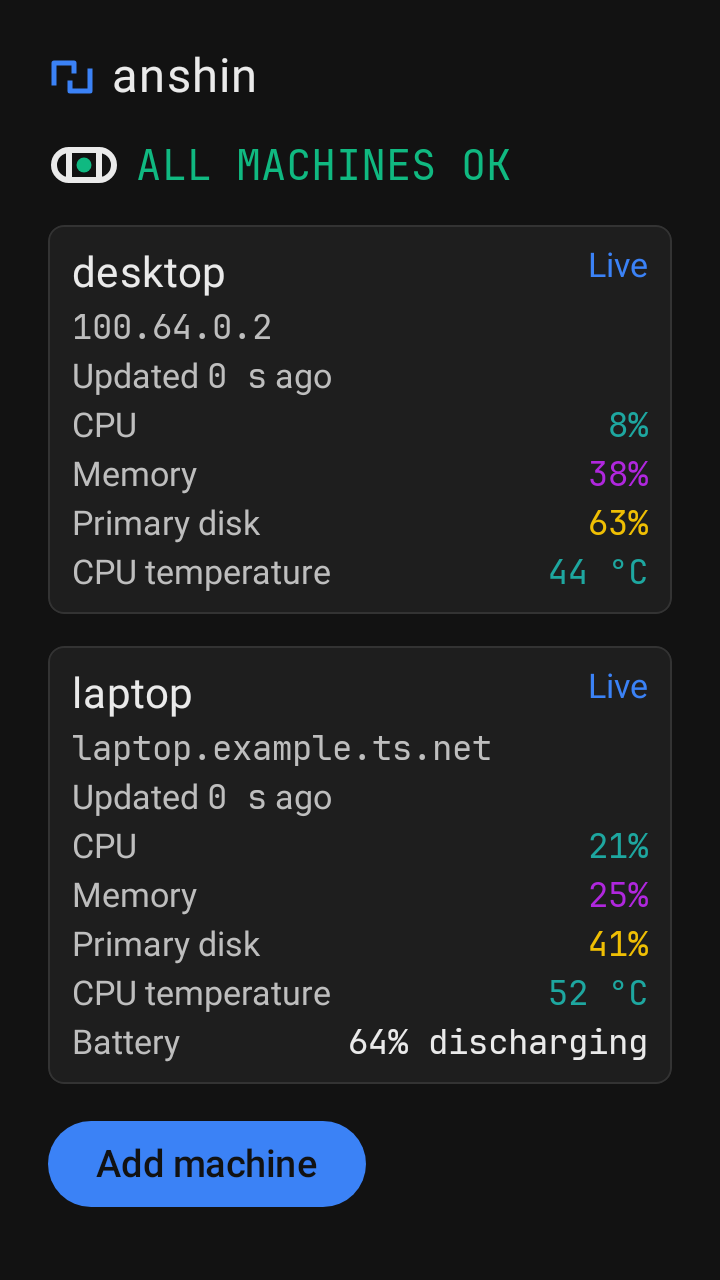 anshin
ALL MACHINES OK
desktop Live
100.64.0.2
Updated 0 s ago
CPU 8%
Memory 38%
Primary disk 63%
CPU temperature 44 °C
laptop Live
laptop.example.ts.net
Updated 0 s ago
CPU 21%
Memory 25%
Primary disk 41%
CPU temperature 52 °C
Battery 64% discharging
Add machine